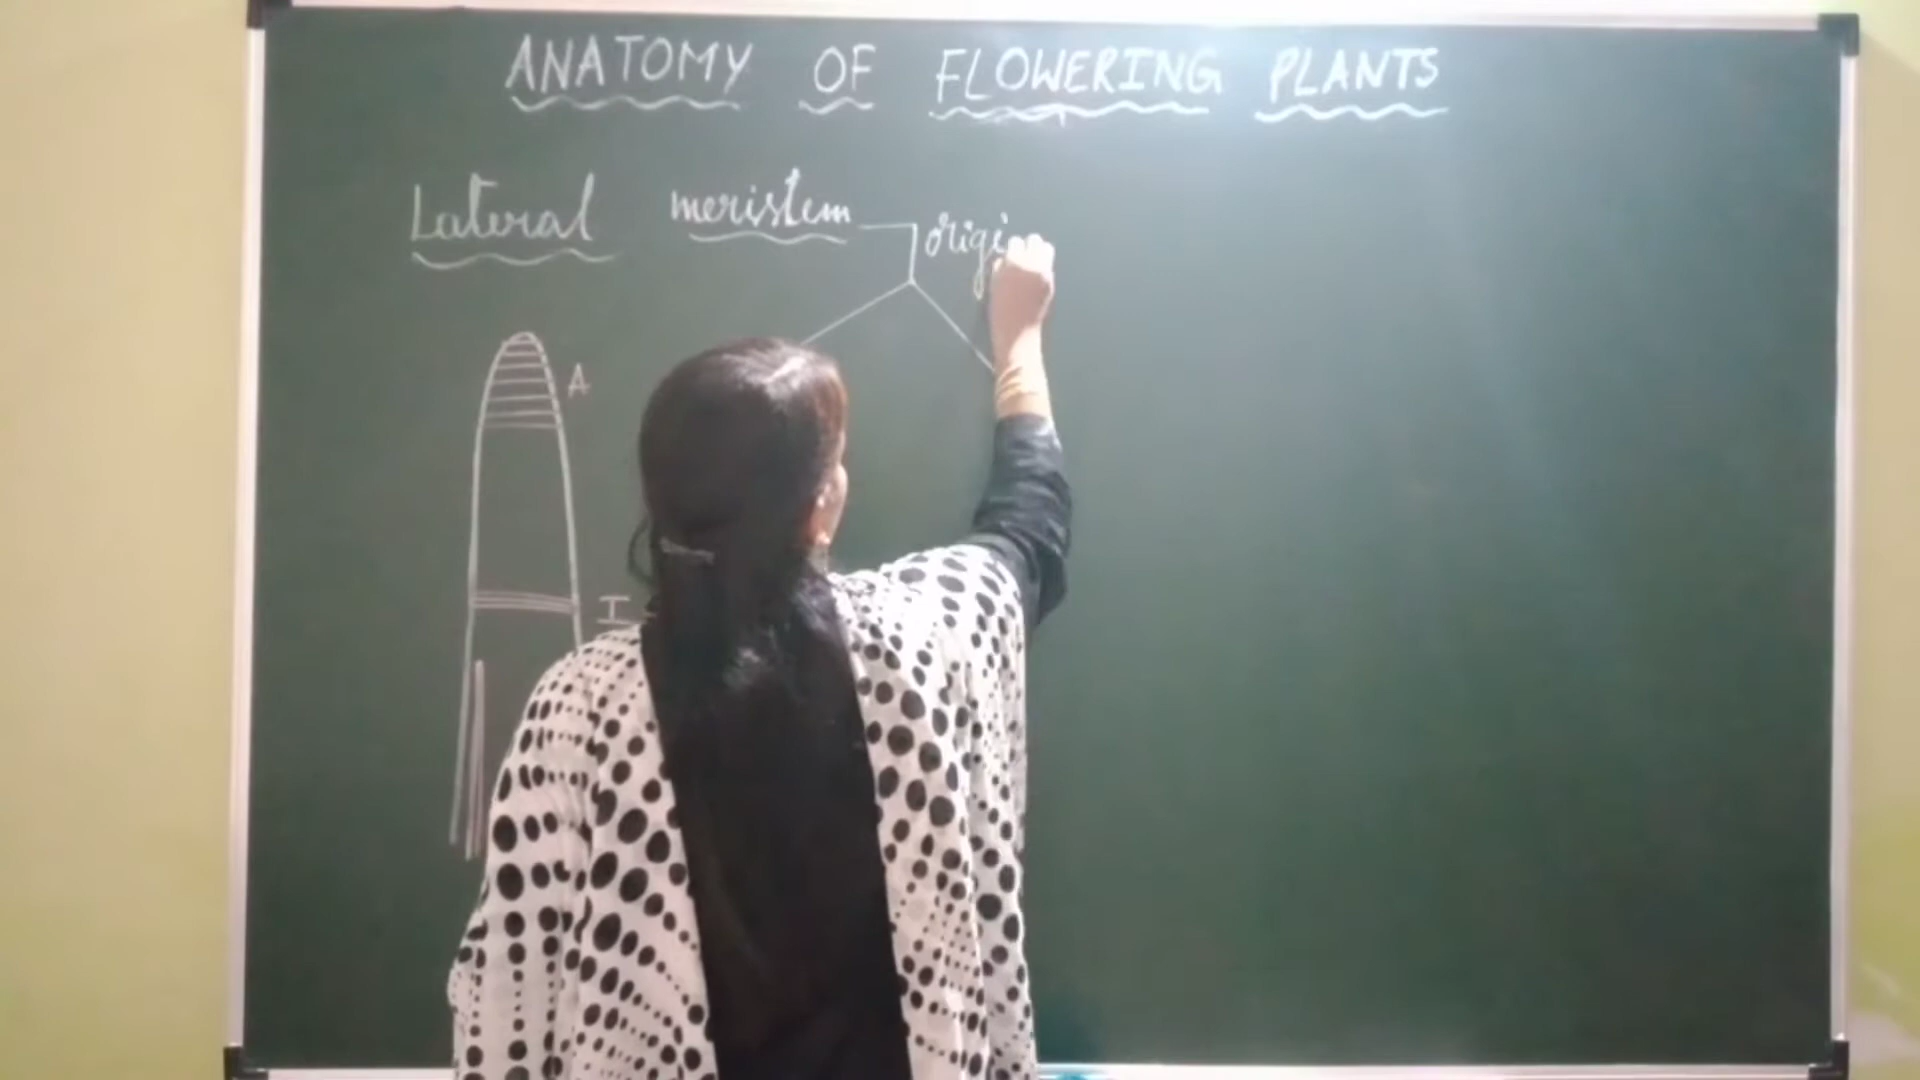 ANATOMY OF FLOWERING PLANTS
Lateral meristem
origi
A
I